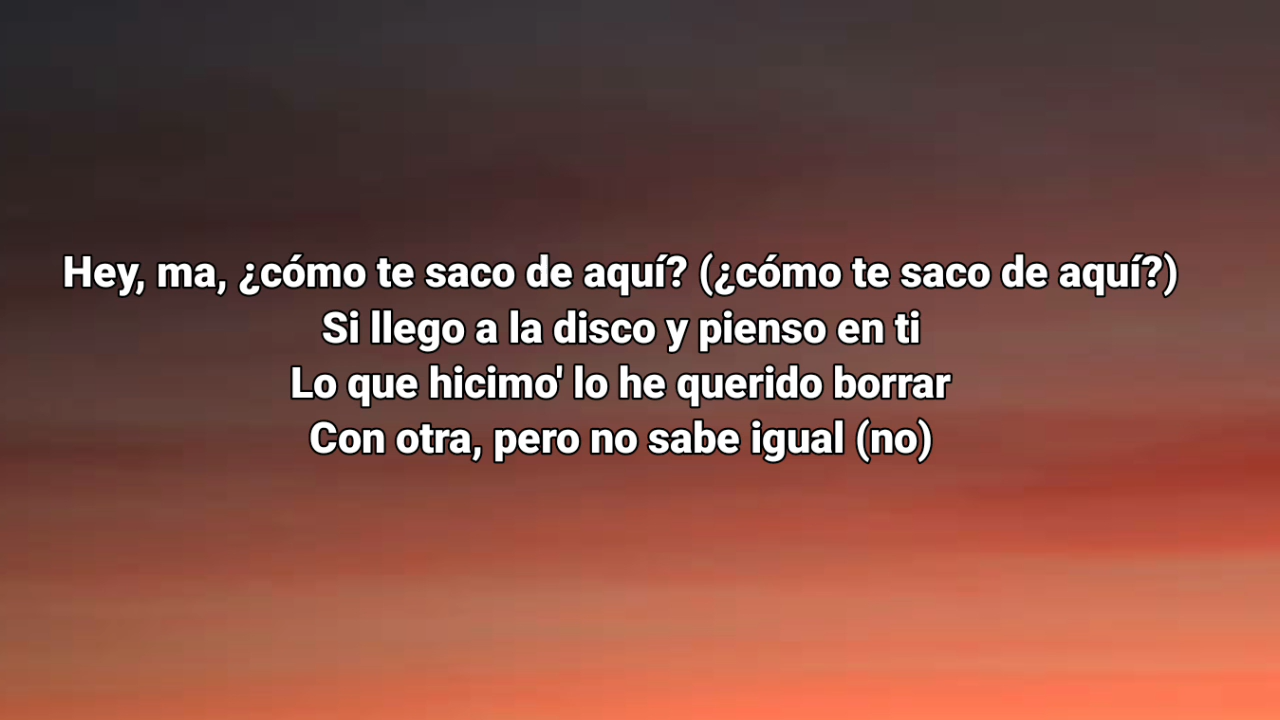 Hey, ma, ¿cómo te saco de aquí? (¿cómo te saco de aquí?)
Si llego a la disco y pienso en ti
Lo que hicimo' lo he querido borrar
Con otra, pero no sabe igual (no)